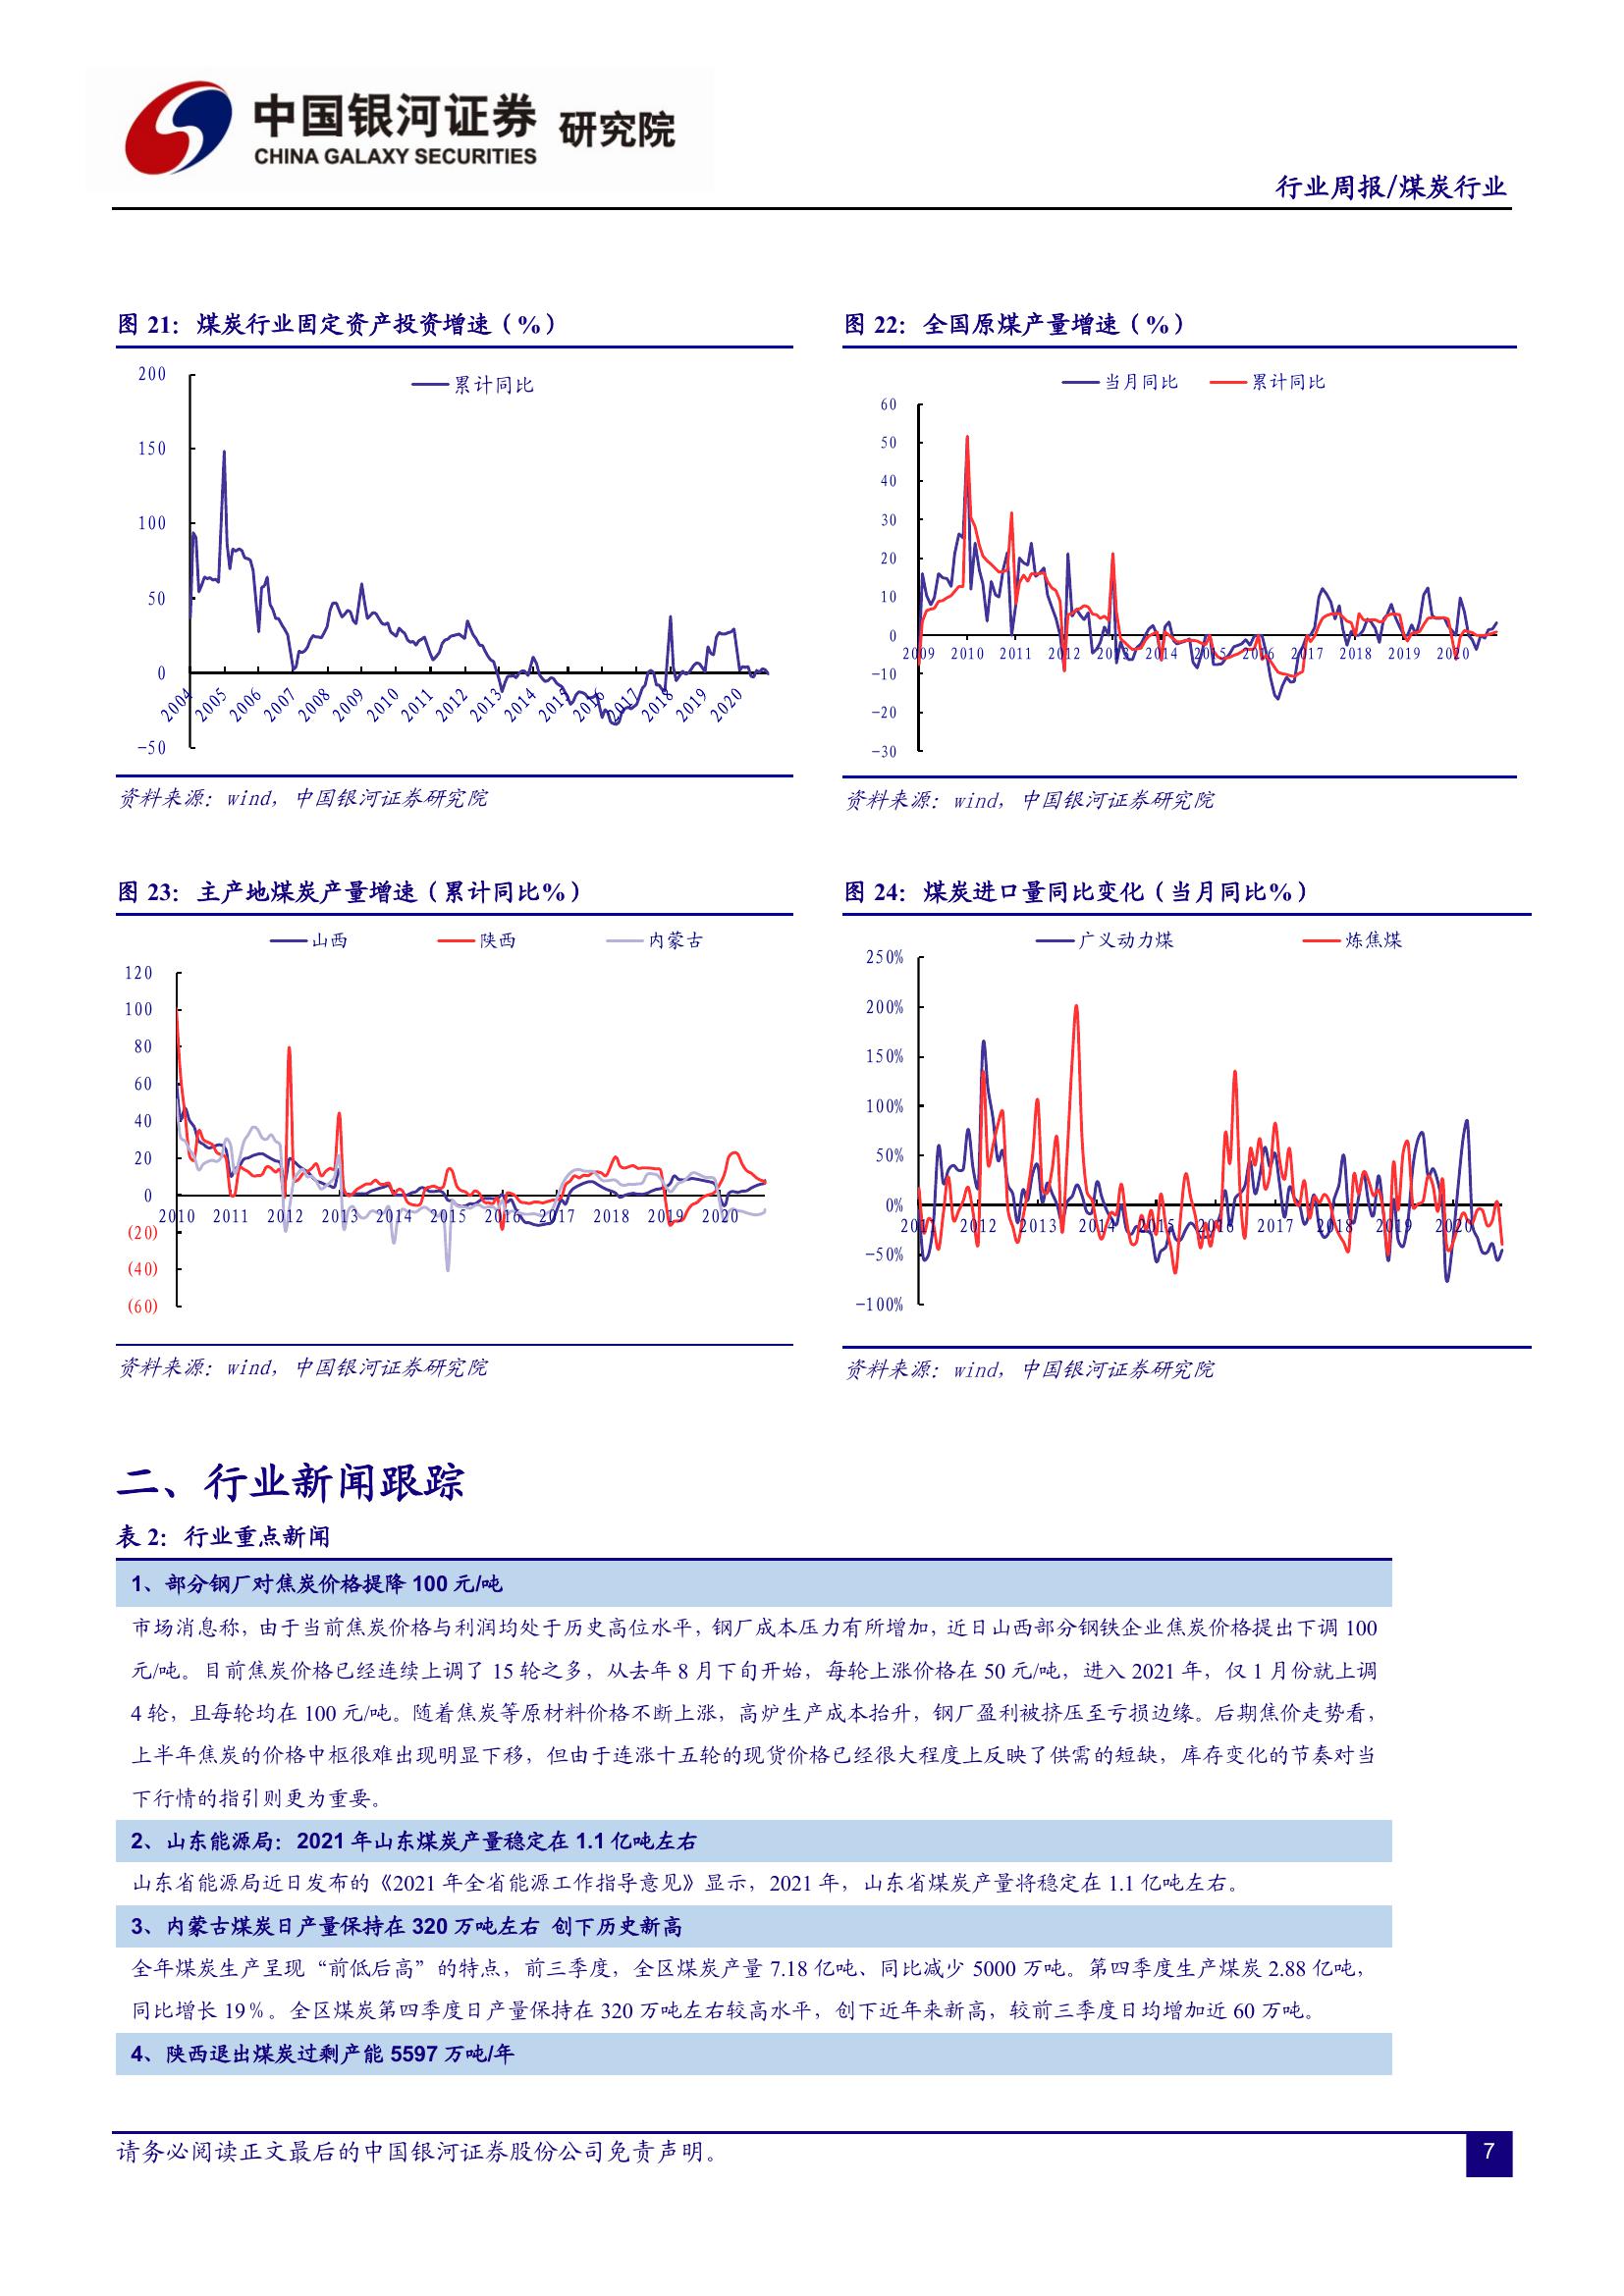 中国银河证券 研究院
CHINA GALAXY SECURITIES
行业周报/煤炭行业
图 21：煤炭行业固定资产投资增速（%）
累计同比
200
150
100
50
0
-50
2004 2005 2006 2007 2008 2009 2010 2011 2012 2013 2014 2015 2016 2017 2018 2019 2020
资料来源：wind，中国银河证券研究院
图 22：全国原煤产量增速（%）
当月同比 累计同比
60
50
40
30
20
10
0
-10
-20
-30
2009 2010 2011 2012 2013 2014 2015 2016 2017 2018 2019 2020
资料来源：wind，中国银河证券研究院
图 23：主产地煤炭产量增速（累计同比%）
山西 陕西 内蒙古
120
100
80
60
40
20
0
(20)
(40)
(60)
2010 2011 2012 2013 2014 2015 2016 2017 2018 2019 2020
资料来源：wind，中国银河证券研究院
图 24：煤炭进口量同比变化（当月同比%）
广义动力煤 炼焦煤
250%
200%
150%
100%
50%
0%
-50%
-100%
2012 2013 2014 2015 2016 2017 2018 2019 2020
资料来源：wind，中国银河证券研究院
二、行业新闻跟踪
表 2：行业重点新闻
1、部分钢厂对焦炭价格提降 100 元/吨
市场消息称，由于当前焦炭价格与利润均处于历史高位水平，钢厂成本压力有所增加，近日山西部分钢铁企业焦炭价格提出下调 100
元/吨。目前焦炭价格已经连续上调了 15 轮之多，从去年 8 月下旬开始，每轮上涨价格在 50 元/吨，进入 2021 年，仅 1 月份就上调
4 轮，且每轮均在 100 元/吨。随着焦炭等原材料价格不断上涨，高炉生产成本抬升，钢厂盈利被挤压至亏损边缘。后期焦价走势看，
上半年焦炭的价格中枢很难出现明显下移，但由于连涨十五轮的现货价格已经很大程度上反映了供需的短缺，库存变化的节奏对当
下行情的指引则更为重要。
2、山东能源局：2021 年山东煤炭产量稳定在 1.1 亿吨左右
山东省能源局近日发布的《2021 年全省能源工作指导意见》显示，2021 年，山东省煤炭产量将稳定在 1.1 亿吨左右。
3、内蒙古煤炭日产量保持在 320 万吨左右 创下历史新高
全年煤炭生产呈现“前低后高”的特点，前三季度，全区煤炭产量 7.18 亿吨、同比减少 5000 万吨。第四季度生产煤炭 2.88 亿吨，
同比增长 19%。全区煤炭第四季度日产量保持在 320 万吨左右较高水平，创下近年来新高，较前三季度日均增加近 60 万吨。
4、陕西退出煤炭过剩产能 5597 万吨/年
请务必阅读正文最后的中国银河证券股份公司免责声明。
7